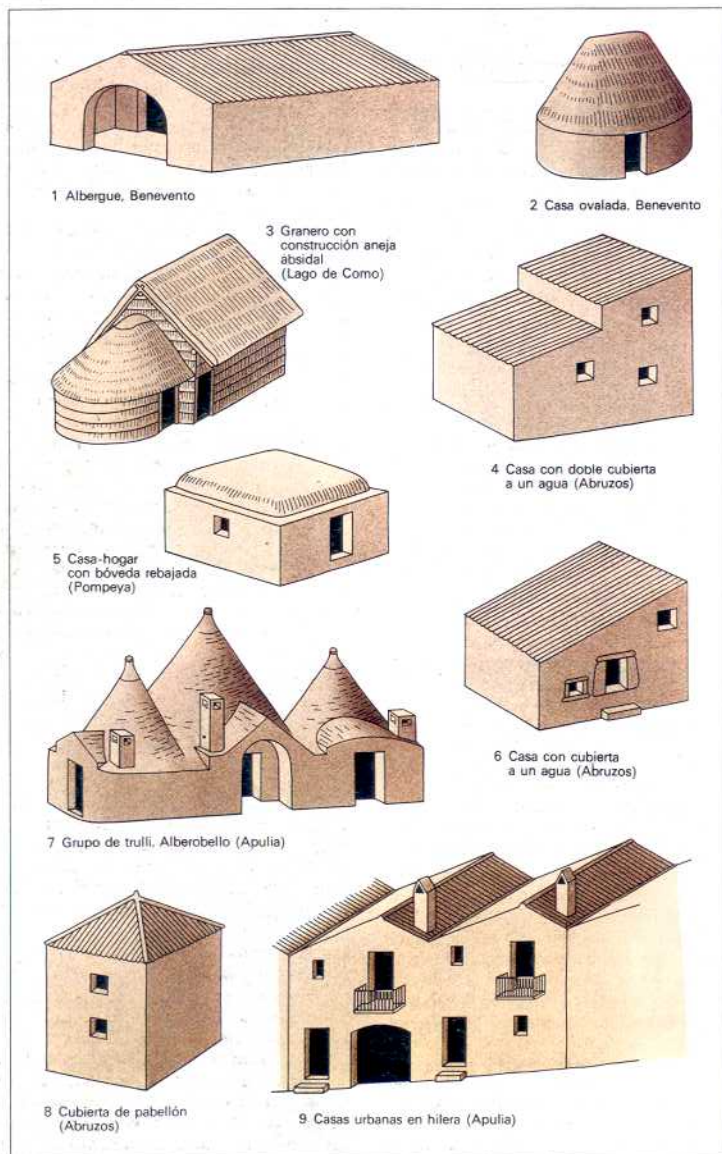 1 Albergue, Benevento
2 Casa ovalada, Benevento
3 Granero con
construcción aneja
absidal
(Lago de Como)
4 Casa con doble cubierta
a un agua (Abruzos)
5 Casa-hogar
con bóveda rebajada
(Pompeya)
6 Casa con cubierta
a un agua (Abruzos)
7 Grupo de trulli, Alberobello (Apulia)
8 Cubierta de pabellón
(Abruzos)
9 Casas urbanas en hilera (Apulia)